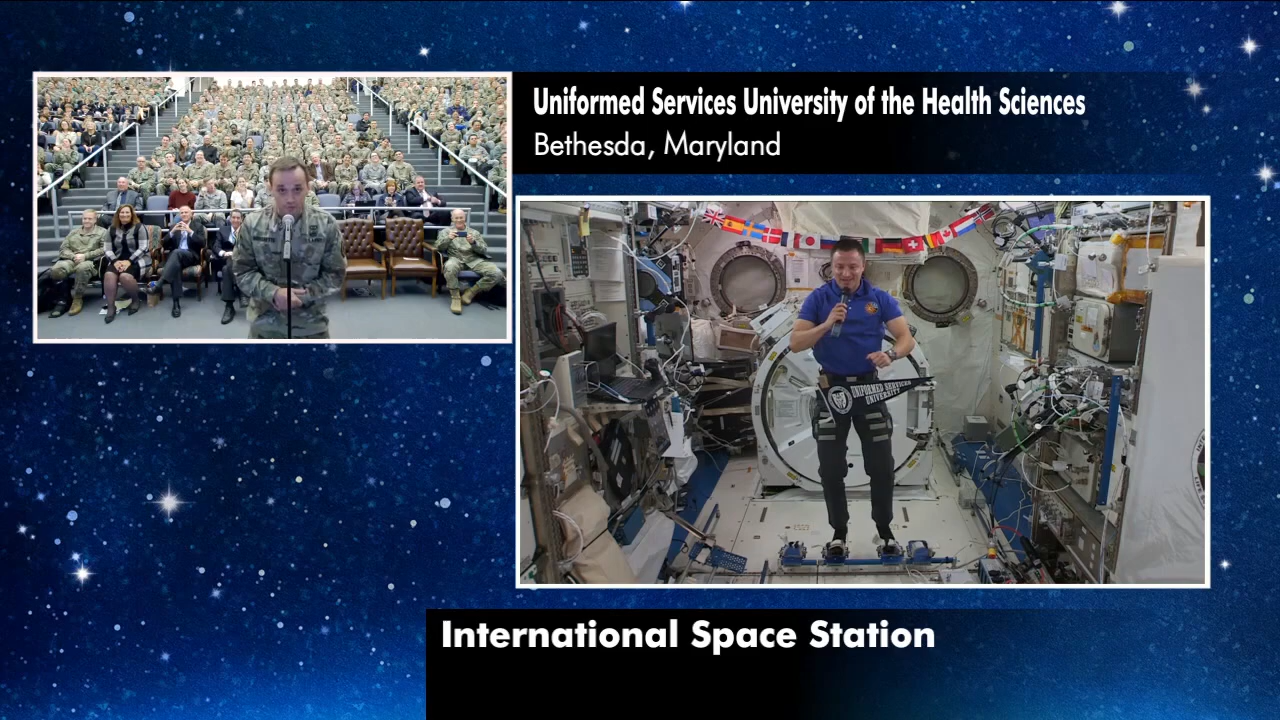 Uniformed Services University of the Health Sciences
Bethesda, Maryland
UNIFORMED SERVICES
UNIVERSITY
International Space Station